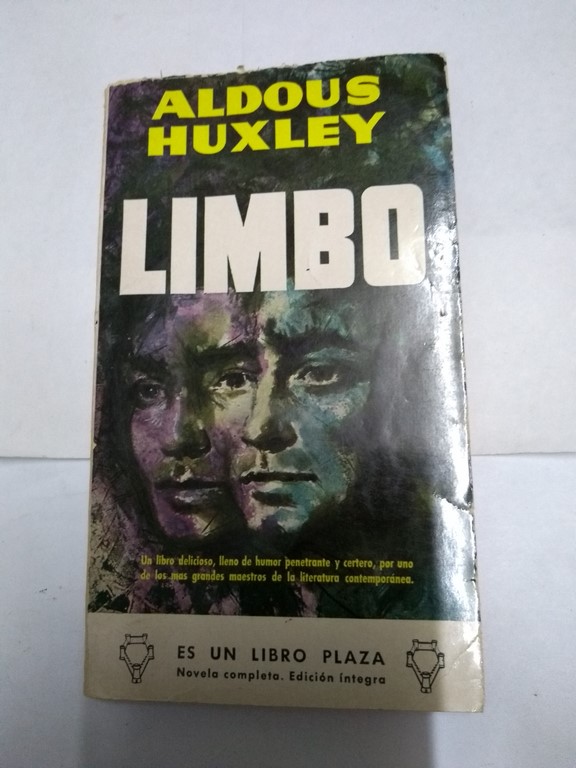 ALDOUS
HUXLEY
LIMBO
Un libro delicioso, lleno de humor penetrante y certero, por uno
de los mas grandes maestros de la literatura contemporánea.
ES UN LIBRO PLAZA
Novela completa. Edición íntegra